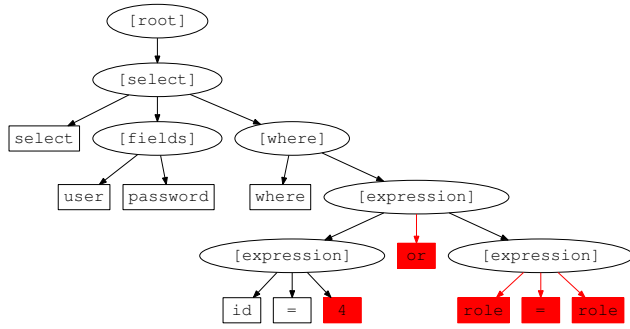 [root]
[select]
select [fields] [where]
user password where [expression]
[expression] or [expression]
id = 4 role = role